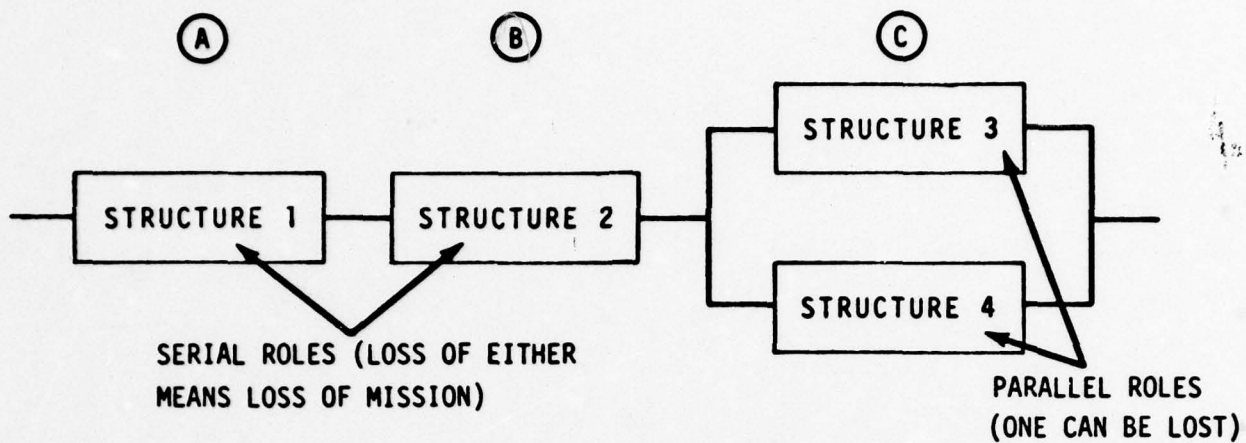 A
B
C
STRUCTURE 1
STRUCTURE 2
STRUCTURE 3
STRUCTURE 4
SERIAL ROLES (LOSS OF EITHER
MEANS LOSS OF MISSION)
PARALLEL ROLES
(ONE CAN BE LOST)